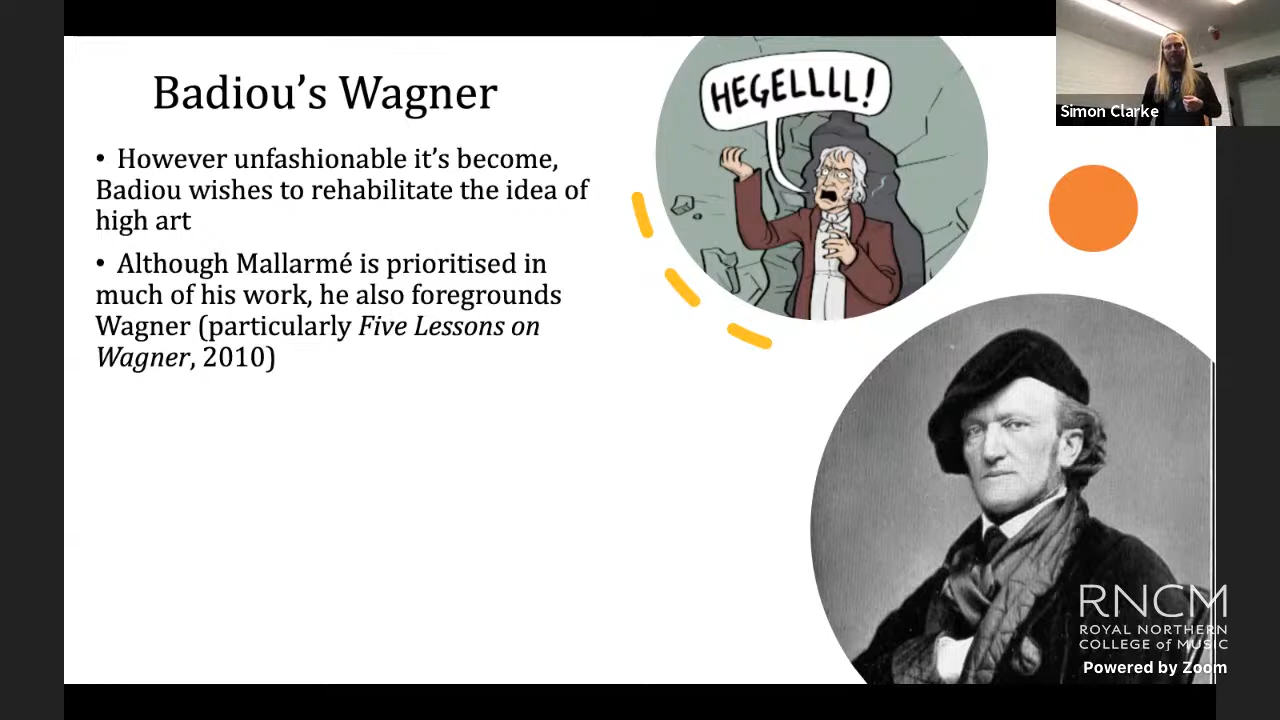 Badiou’s Wagner
• However unfashionable it’s become,
Badiou wishes to rehabilitate the idea of
high art
• Although Mallarmé is prioritised in
much of his work, he also foregrounds
Wagner (particularly Five Lessons on
Wagner, 2010)
HEGELLLL!
Simon Clarke
RNCM
ROYAL NORTHERN
COLLEGE of MUSIC
Powered by Zoom